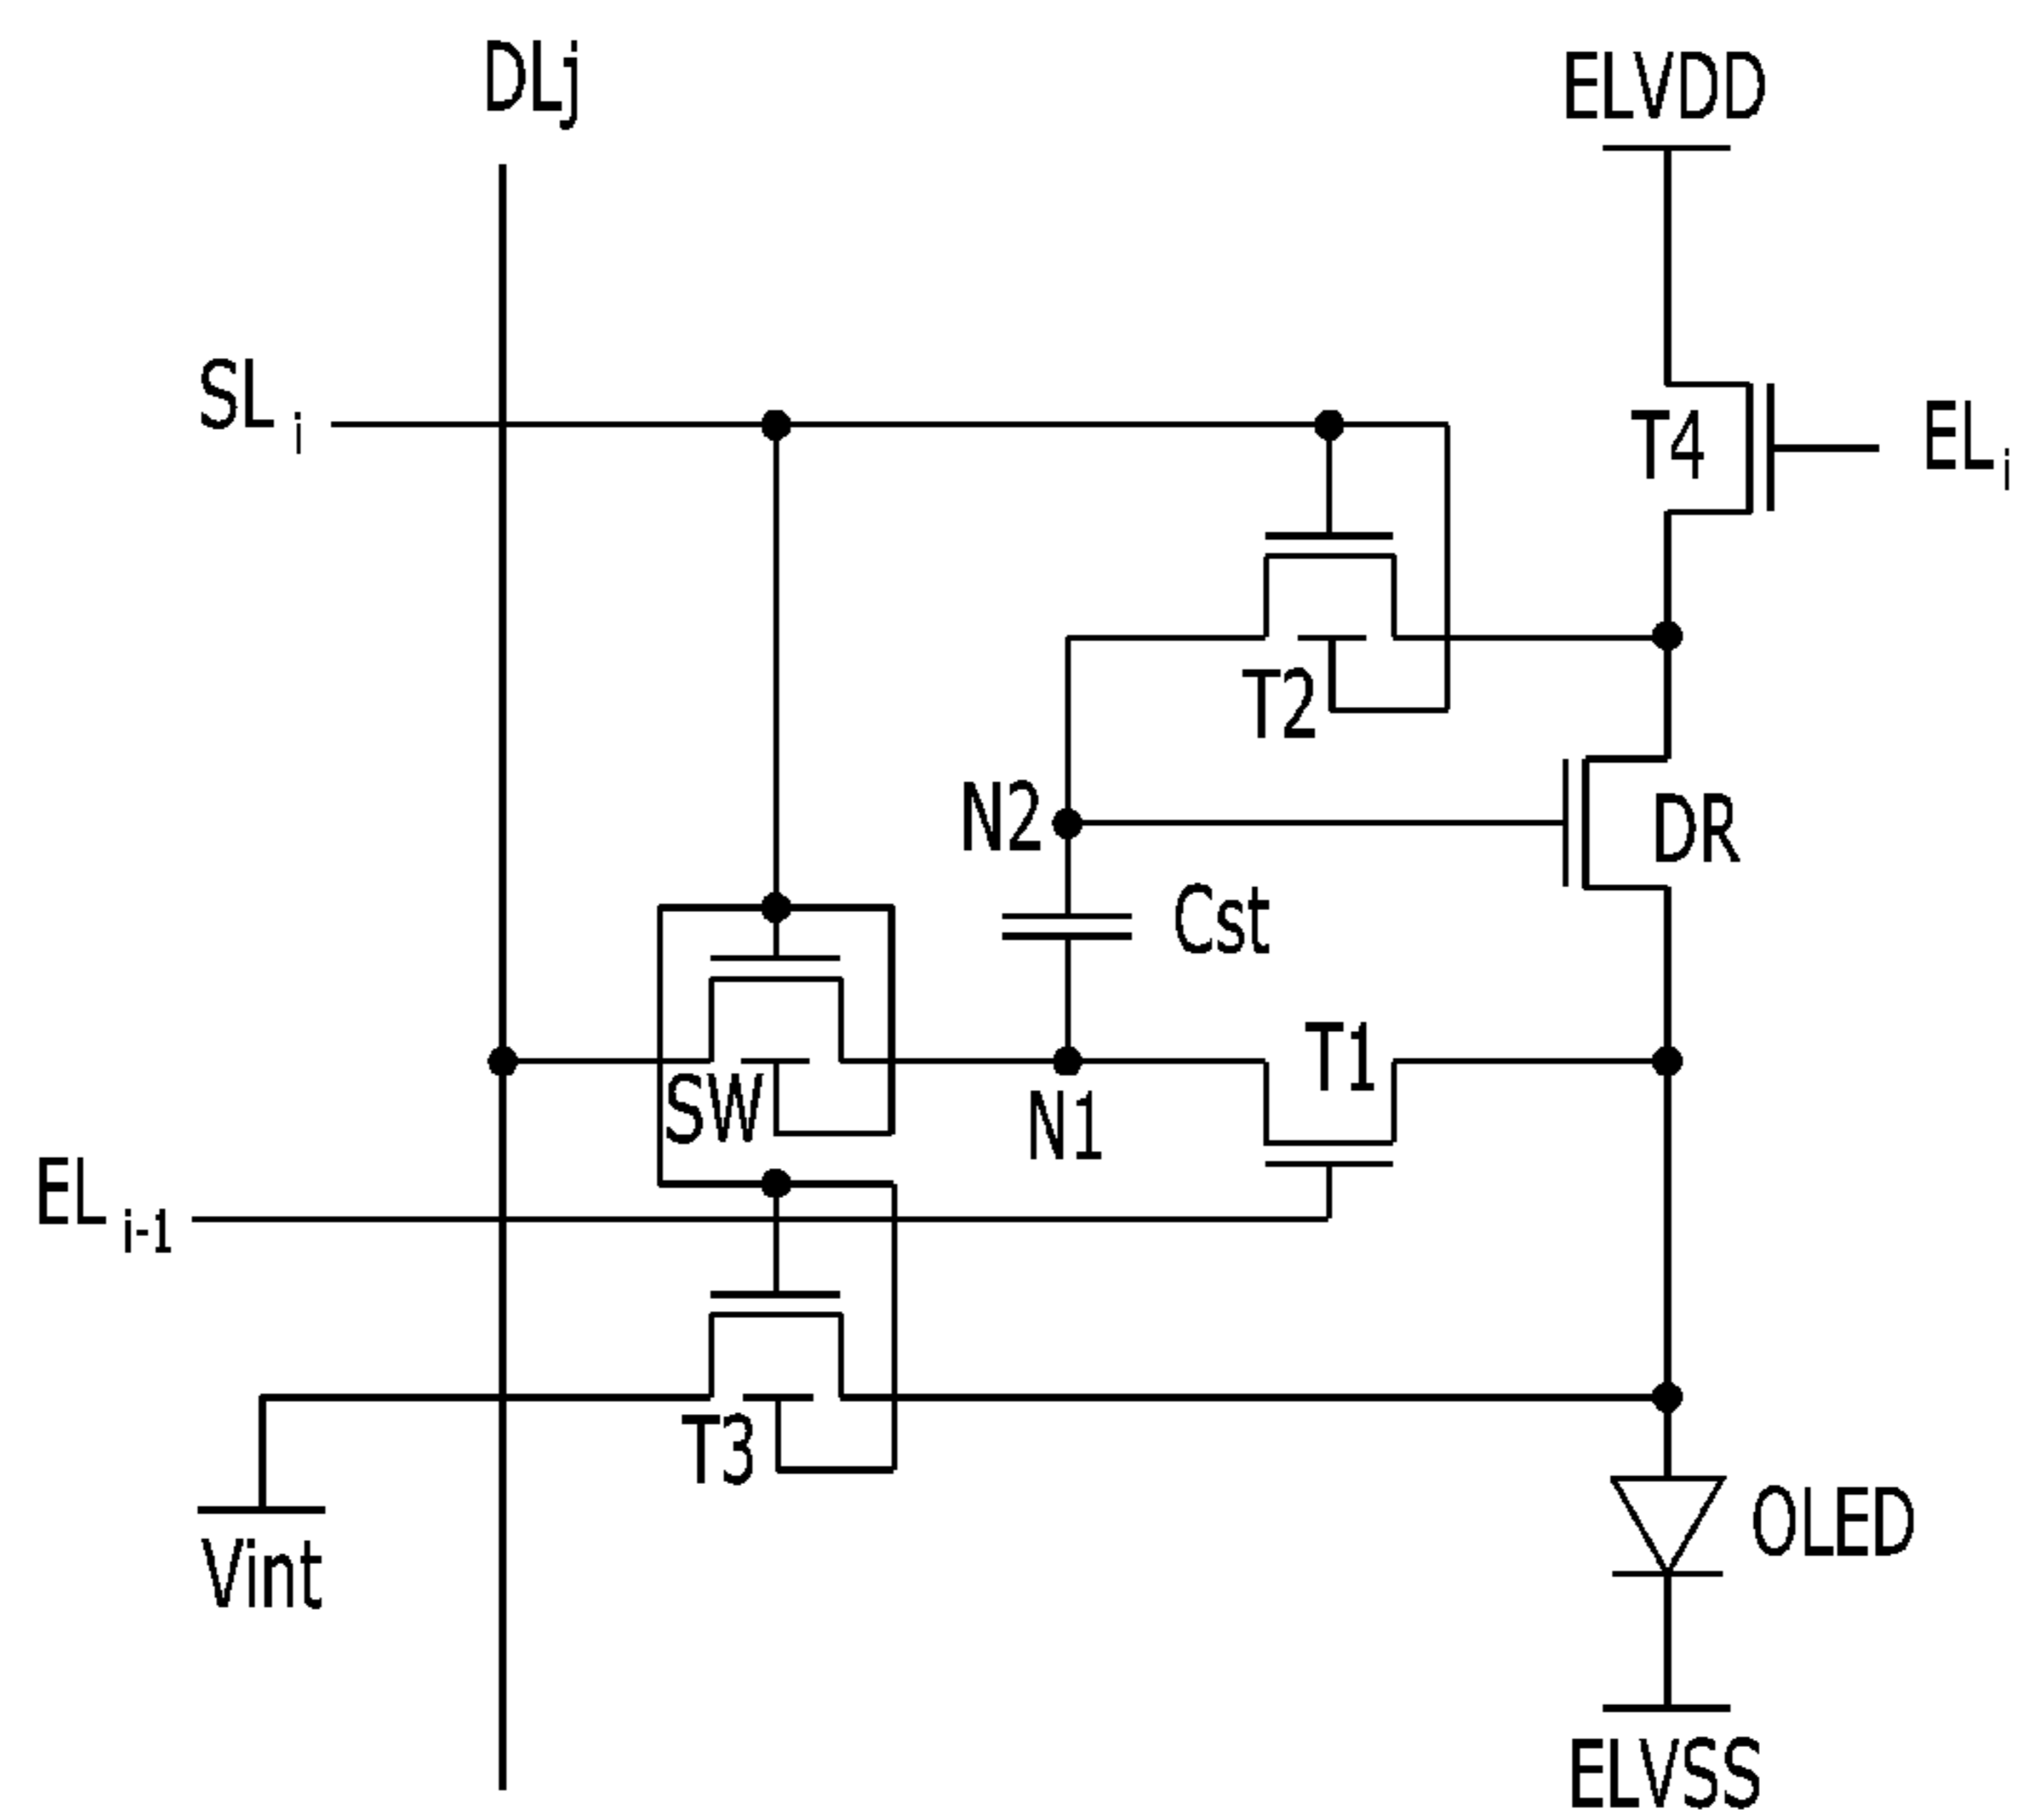 DLj
ELVDD
SL i
T4
EL i
T2
N2
DR
Cst
T1
SW
N1
EL i-1
T3
OLED
Vint
ELVSS